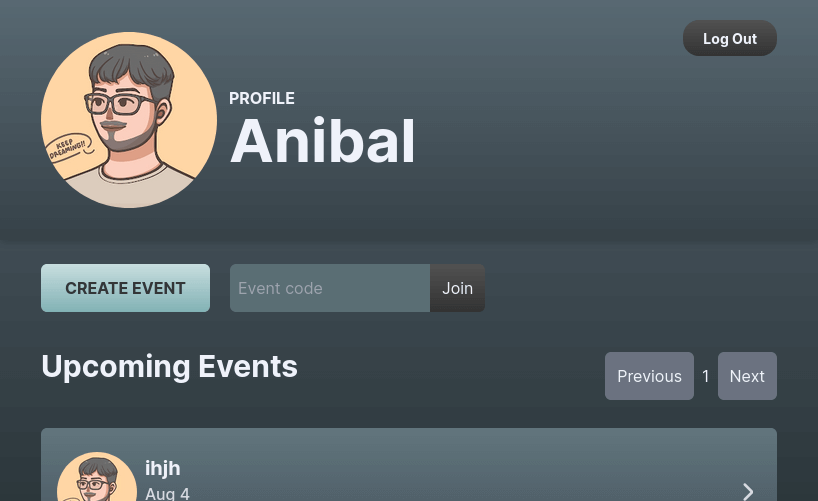 Log Out
PROFILE
Anibal
KEEP
DREAMING!!
CREATE EVENT
Event code
Join
Upcoming Events
Previous 1 Next
ihjh
Aug 4